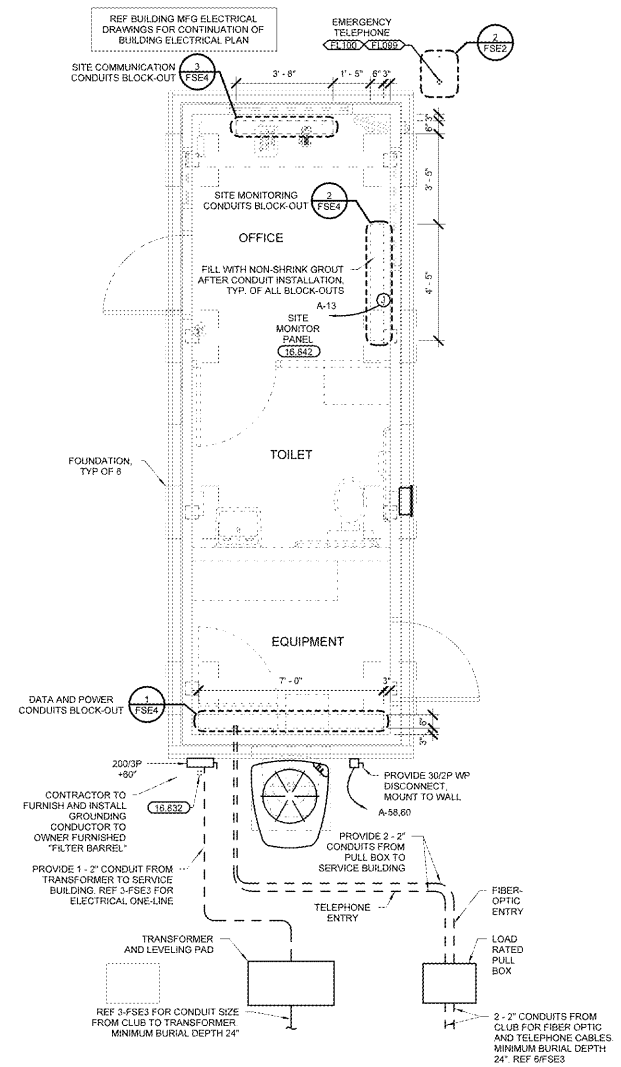 REF BUILDING MFG ELECTRICAL
DRAWINGS FOR CONTINUATION OF
BUILDING ELECTRICAL PLAN
EMERGENCY
TELEPHONE
FL100
FL099
2
FSE2
SITE COMMUNICATION
CONDUITS BLOCK-OUT
3
FSE4
3' - 6"
1' - 5"
6"
3"
3"
6"
3' - 5"
SITE MONITORING
CONDUITS BLOCK-OUT
2
FSE4
OFFICE
FILL WITH NON-SHRINK GROUT
AFTER CONDUIT INSTALLATION,
TYP. OF ALL BLOCK-OUTS
4' - 5"
A-13
J
SITE
MONITOR
PANEL
16.842
TOILET
FOUNDATION,
TYP OF 8
EQUIPMENT
7' - 0"
3"
DATA AND POWER
CONDUITS BLOCK-OUT
1
FSE4
6"
3"
200/3P
+60"
PROVIDE 30/2P WP
DISCONNECT,
MOUNT TO WALL
CONTRACTOR TO
FURNISH AND INSTALL
GROUNDING
CONDUCTOR TO
OWNER FURNISHED
"FILTER BARREL"
16.832
A-58,60
PROVIDE 2 - 2"
CONDUITS FROM
PULL BOX TO
SERVICE BUILDING
PROVIDE 1 - 2" CONDUIT FROM
TRANSFORMER TO SERVICE
BUILDING. REF 3-FSE3 FOR
ELECTRICAL ONE-LINE
TELEPHONE
ENTRY
FIBER-
OPTIC
ENTRY
TRANSFORMER
AND LEVELING PAD
LOAD
RATED
PULL
BOX
REF 3-FSE3 FOR CONDUIT SIZE
FROM CLUB TO TRANSFORMER.
MINIMUM BURIAL DEPTH 24"
2 - 2" CONDUITS FROM
CLUB FOR FIBER OPTIC
AND TELEPHONE CABLES.
MINIMUM BURIAL DEPTH
24". REF 6/FSE3